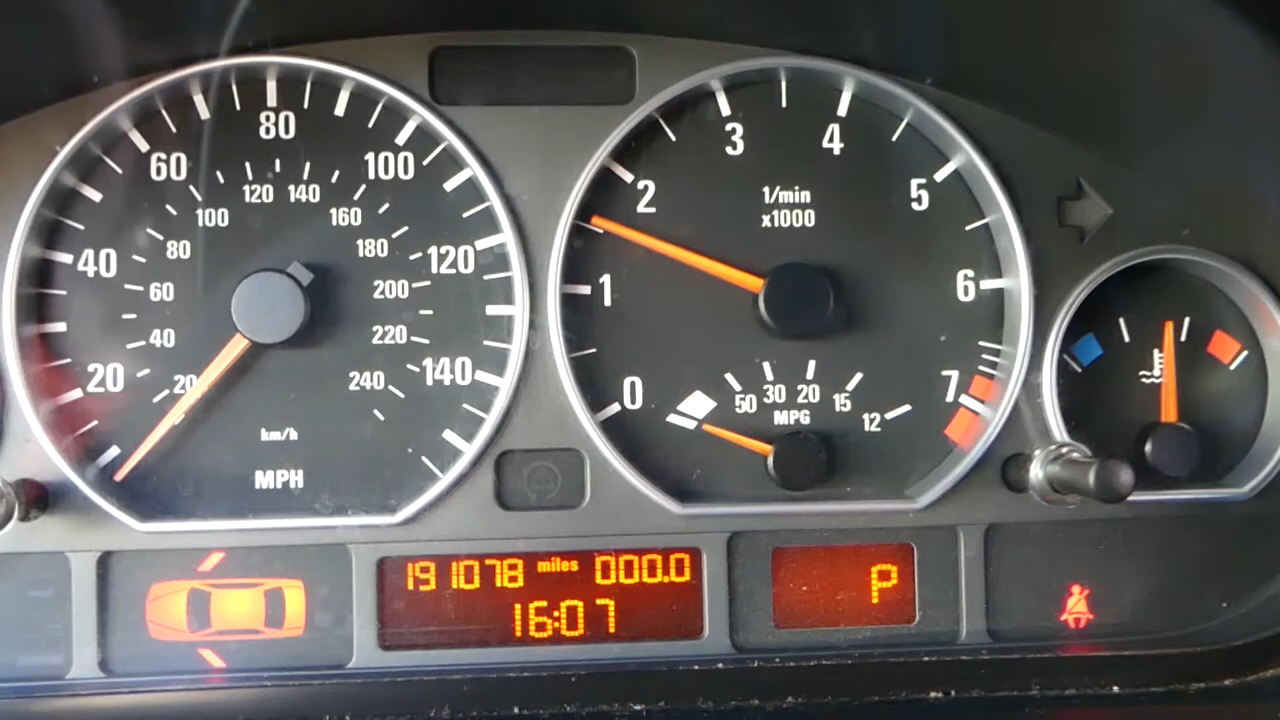 20 40 60 80 100 120 140
20 40 60 80 100 120 140 160 180 200 220 240
km/h
MPH
0 1 2 3 4 5 6 7
1/min
x1000
50 30 20 15 12
MPG
191078 miles 000.0
16:07
P